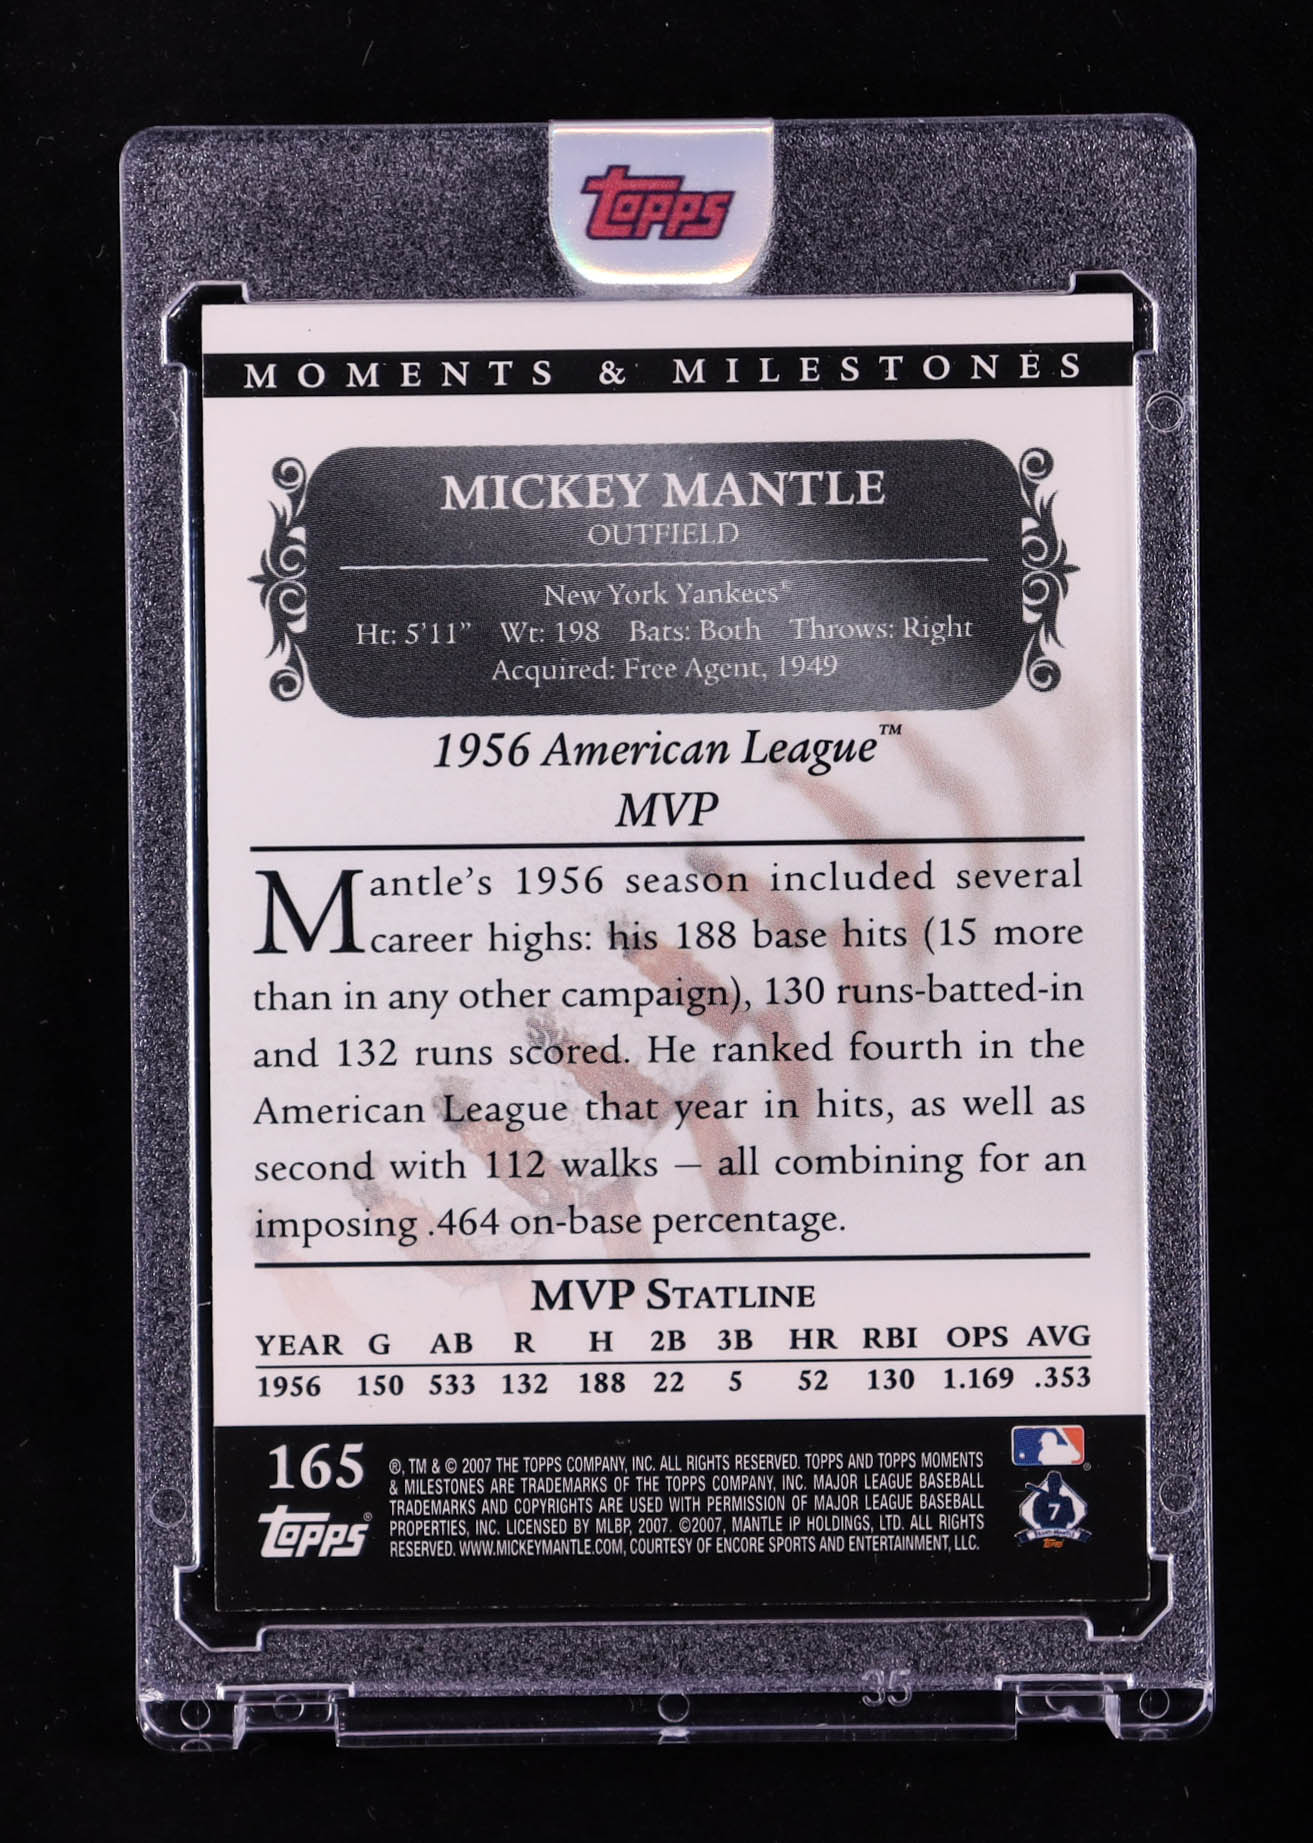 Topps
MOMENTS & MILESTONES
MICKEY MANTLE
OUTFIELD
New York Yankees®
Ht: 5'11” Wt: 198 Bats: Both Throws: Right
Acquired: Free Agent, 1949
1956 American League™
MVP
Mantle's 1956 season included several
career highs: his 188 base hits (15 more
than in any other campaign), 130 runs-batted-in
and 132 runs scored. He ranked fourth in the
American League that year in hits, as well as
second with 112 walks – all combining for an
imposing .464 on-base percentage.
MVP STATLINE
YEAR G AB R H 2B 3B HR RBI OPS AVG
1956 150 533 132 188 22 5 52 130 1.169 .353
165
Topps®
®, TM & © 2007 THE TOPPS COMPANY, INC. ALL RIGHTS RESERVED. TOPPS AND TOPPS MOMENTS
& MILESTONES ARE TRADEMARKS OF THE TOPPS COMPANY, INC. MAJOR LEAGUE BASEBALL
TRADEMARKS AND COPYRIGHTS ARE USED WITH PERMISSION OF MAJOR LEAGUE BASEBALL
PROPERTIES, INC. LICENSED BY MLBP, 2007. ©2007, MANTLE IP HOLDINGS, LTD. ALL RIGHTS
RESERVED. WWW.MICKEYMANTLE.COM, COURTESY OF ENCORE SPORTS AND ENTERTAINMENT, LLC.
®
7
Topps
35